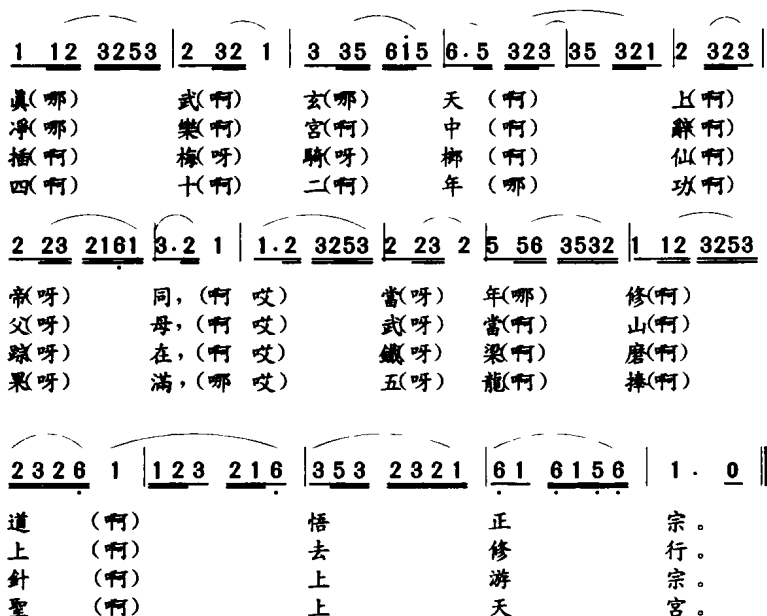 1 12 3253 | 2 32 1 | 3 35 6i5 | 6·5 323 | 35 321 | 2 323 |
眞(哪) 武(啊) 玄(哪) 天 (啊) 上(啊)
凈(哪) 樂(啊) 宮(啊) 中 (啊) 辭(啊)
插(啊) 梅(呀) 騎(呀) 榔 (啊) 仙(啊)
四(啊) 十(啊) 二(啊) 年 (哪) 功(啊)
2 23 2161 | 3·2 1 | 1·2 3253 | 2 23 2 | 5 56 3532 | 1 12 3253
帝(呀) 同，(啊 哎) 當(呀) 年(哪) 修(啊)
父(呀) 母，(啊 哎) 武(呀) 當(啊) 山(啊)
踪(呀) 在，(啊 哎) 鐵(呀) 梁(啊) 磨(啊)
果(呀) 滿，(哪 哎) 五(呀) 龍(啊) 捧(啊)
2326 1 | 123 216 | 353 2321 | 61 6156 | 1· 0 ‖
道 (啊) 悟 正 宗。
上 (啊) 去 修 行。
針 (啊) 上 游 宗。
聖 (啊) 上 天 宮。